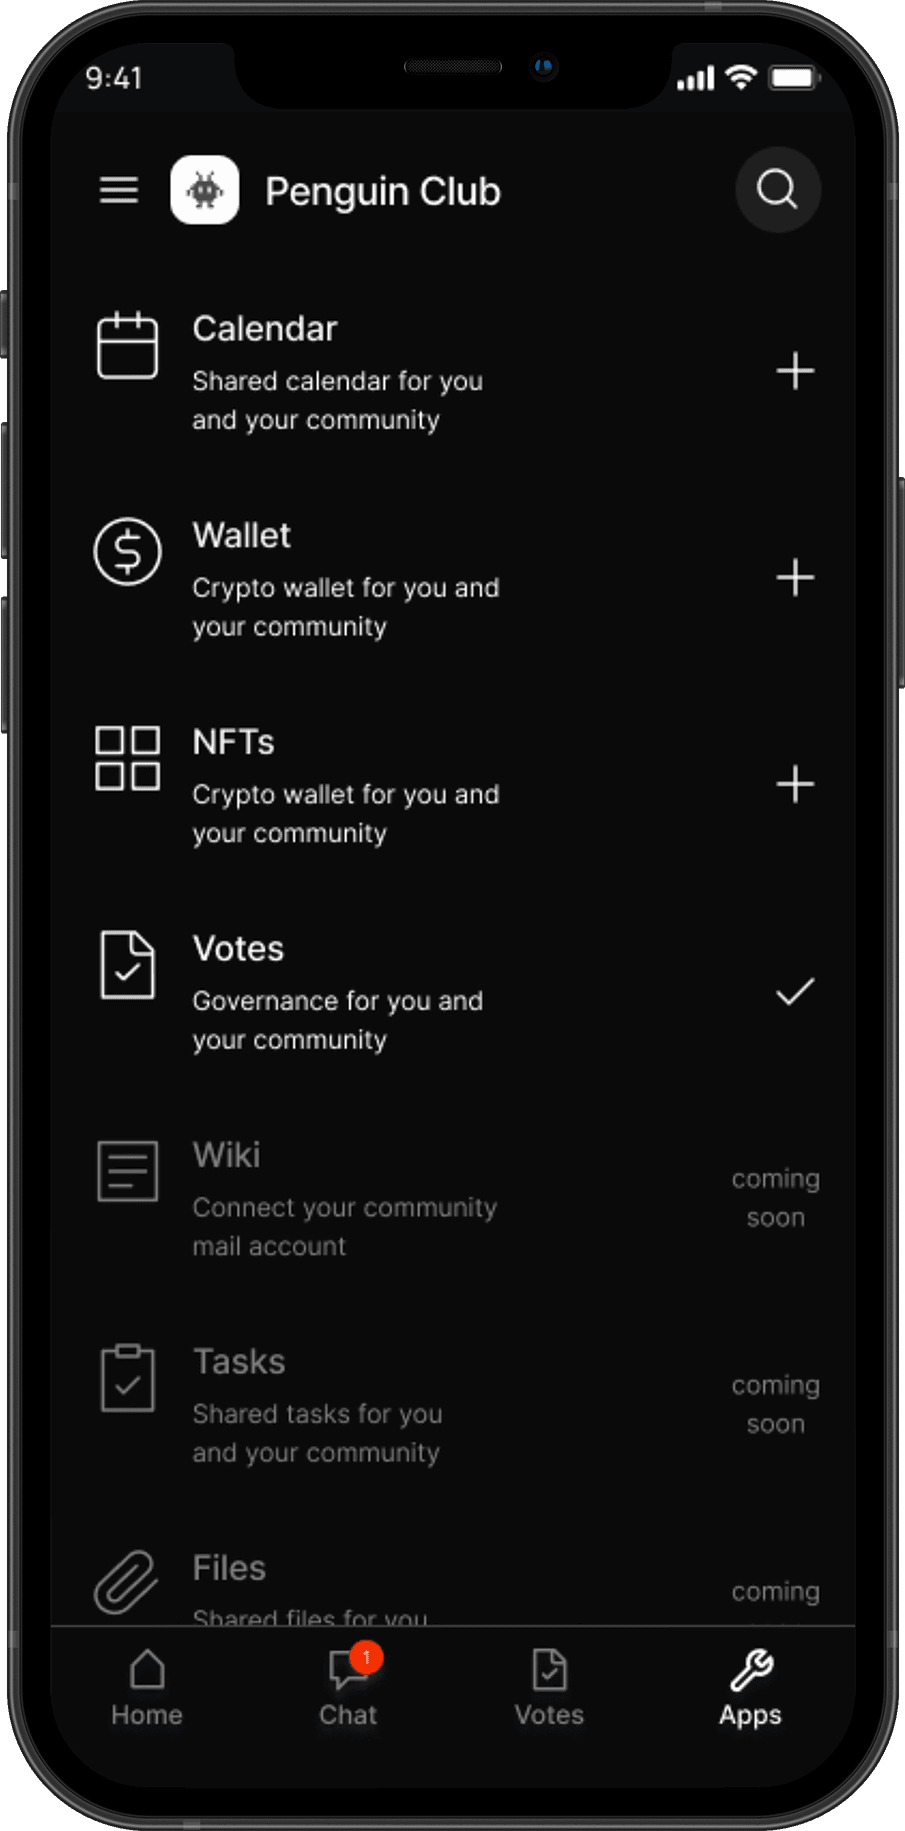 9:41
Penguin Club
Calendar
Shared calendar for you
and your community
Wallet
Crypto wallet for you and
your community
NFTs
Crypto wallet for you and
your community
Votes
Governance for you and
your community
Wiki
Connect your community
mail account
coming
soon
Tasks
Shared tasks for you
and your community
coming
soon
Files
Shared files for you
coming
1
Home
Chat
Votes
Apps